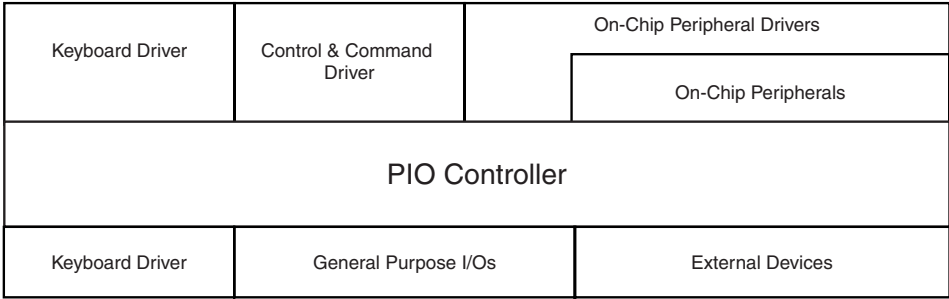 Keyboard Driver
Control & Command
Driver
On-Chip Peripheral Drivers
On-Chip Peripherals
PIO Controller
Keyboard Driver
General Purpose I/Os
External Devices